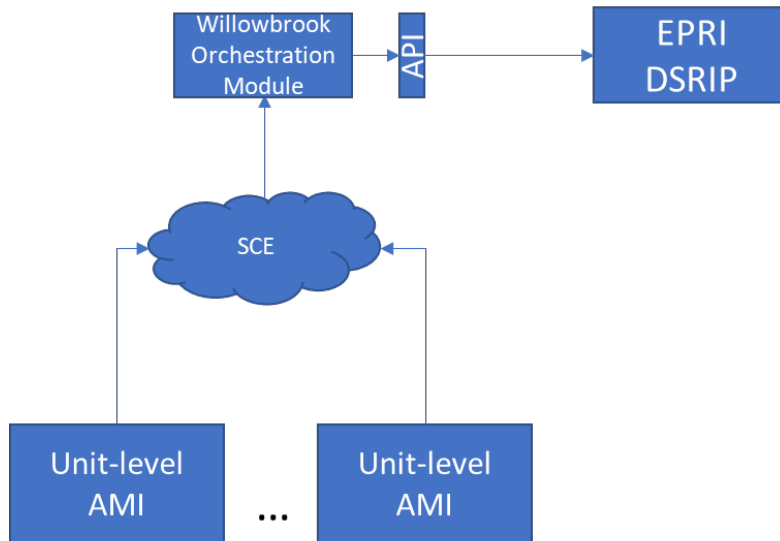 Willowbrook
Orchestration
Module
API
EPRI
DSRIP
SCE
Unit-level
AMI
...
Unit-level
AMI